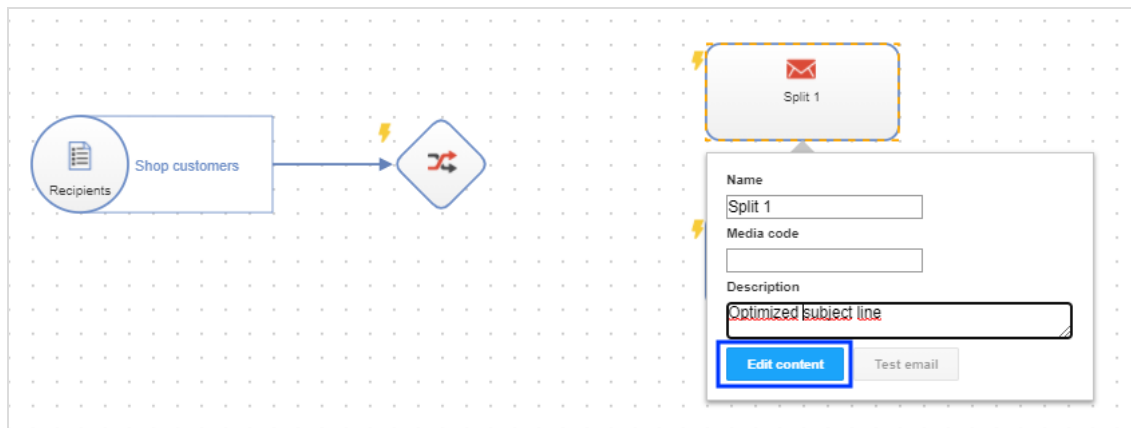 Split 1
Shop customers
Recipients
Name
Split 1
Media code
Description
Optimized subject line
Edit content
Test email